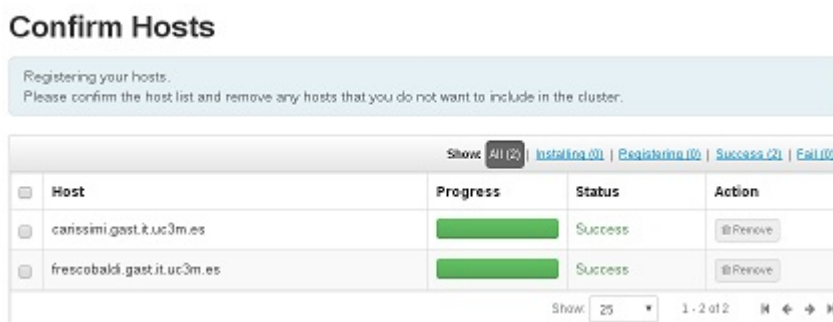 Confirm Hosts
Registering your hosts.
Please confirm the host list and remove any hosts that you do not want to include in the cluster.
Show: All (2) | Installing (0) | Registering (0) | Success (2) | Fail (0
Host Progress Status Action
carissimi.gast.it.uc3m.es Success Remove
frescobaldi.gast.it.uc3m.es Success Remove
Show: 25 1 - 2 of 2